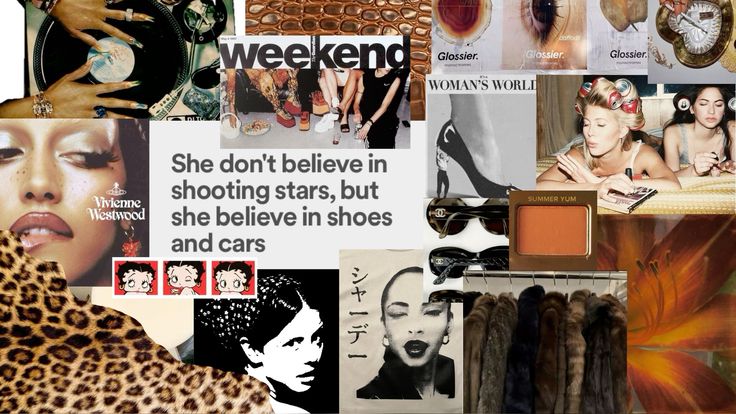 weekend
Glossier.
Glossier.
Glossier.
WOMAN'S WORLD
She don't believe in
shooting stars, but
she believe in shoes
and cars
Vivienne
Westwood
SUMMER YUM
シャーデー